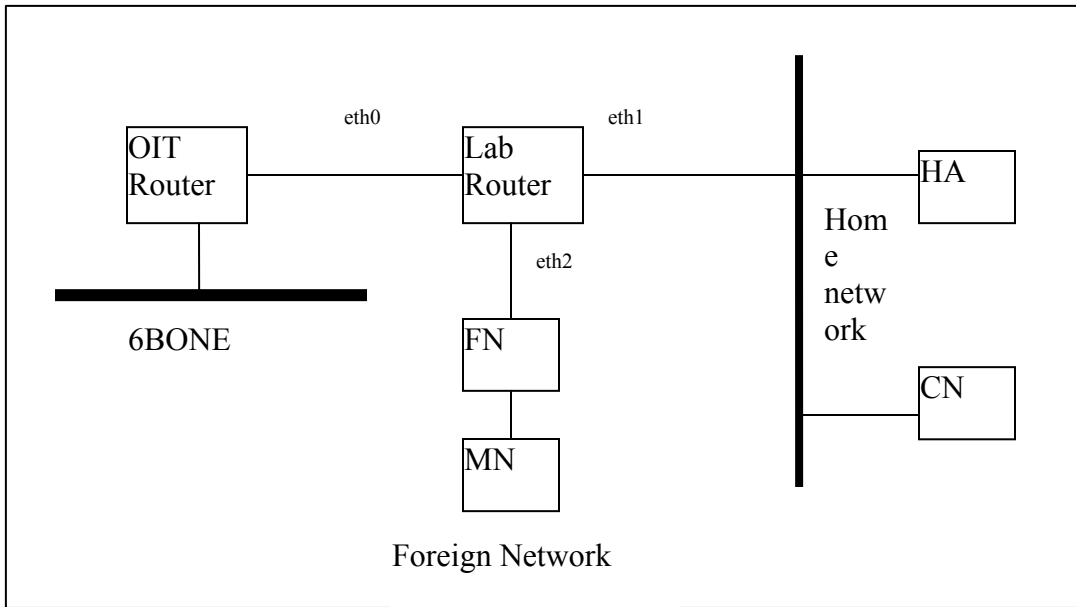 eth0
eth1
OIT
Router
Lab
Router
HA
Hom
e
netw
ork
eth2
6BONE
FN
CN
MN
Foreign Network